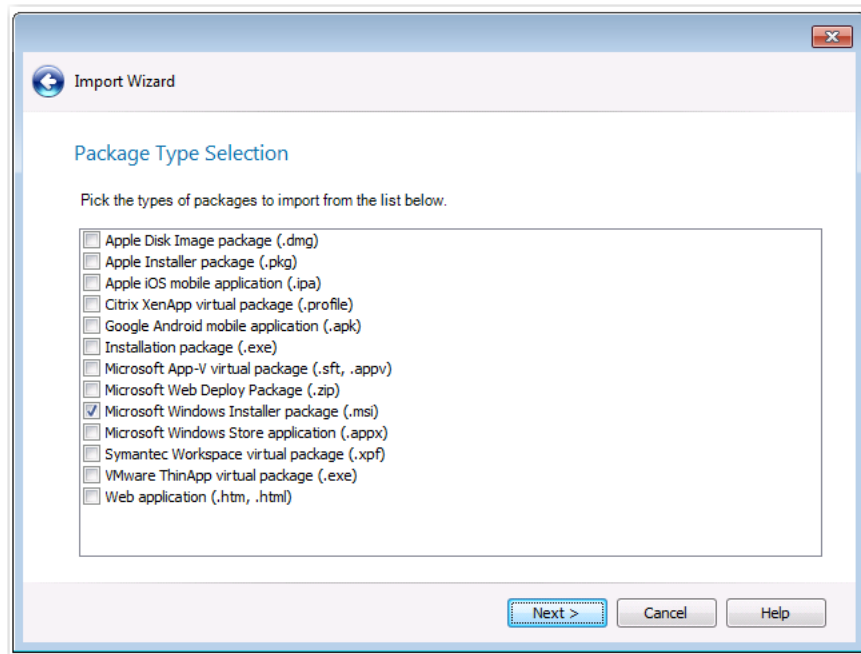 Import Wizard
Package Type Selection
Pick the types of packages to import from the list below.
Apple Disk Image package (.dmg)
Apple Installer package (.pkg)
Apple iOS mobile application (.ipa)
Citrix XenApp virtual package (.profile)
Google Android mobile application (.apk)
Installation package (.exe)
Microsoft App-V virtual package (.sft, .appv)
Microsoft Web Deploy Package (.zip)
Microsoft Windows Installer package (.msi)
Microsoft Windows Store application (.appx)
Symantec Workspace virtual package (.xpf)
VMware ThinApp virtual package (.exe)
Web application (.htm, .html)
Next > Cancel Help